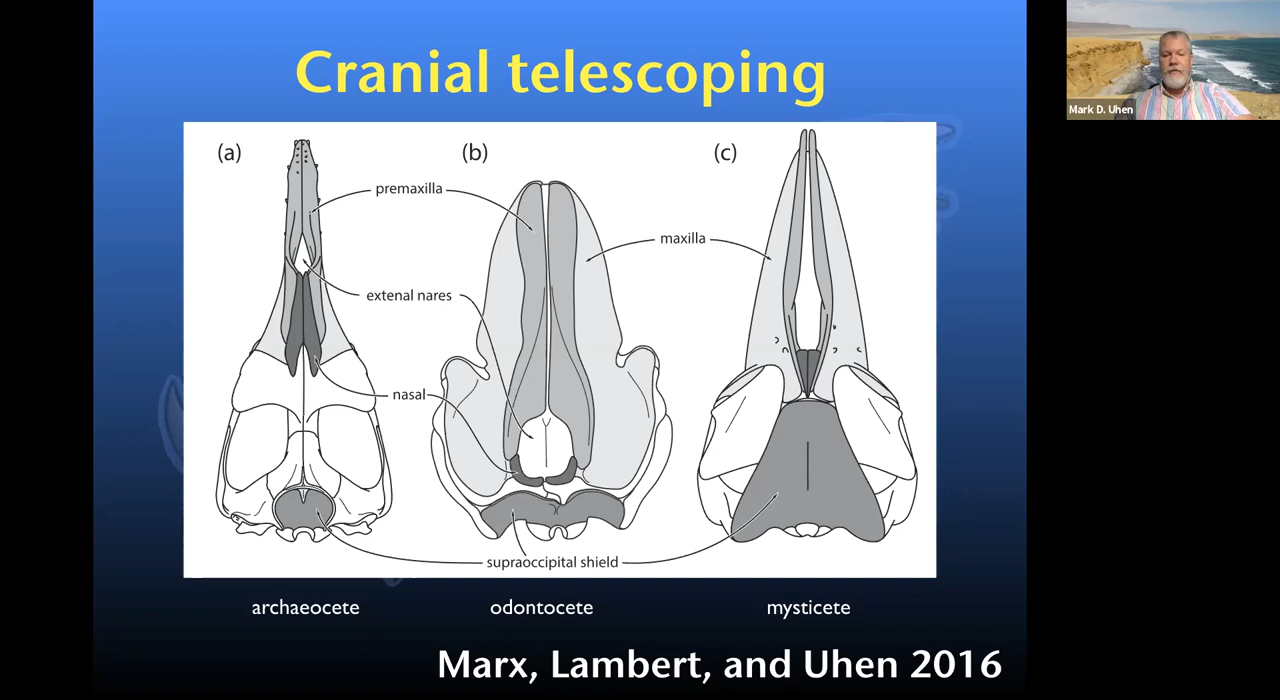 Cranial telescoping
Mark D. Uhen
(a)
(b)
(c)
premaxilla
maxilla
extenal nares
nasal
supraoccipital shield
archaeocete
odontocete
mysticete
Marx, Lambert, and Uhen 2016